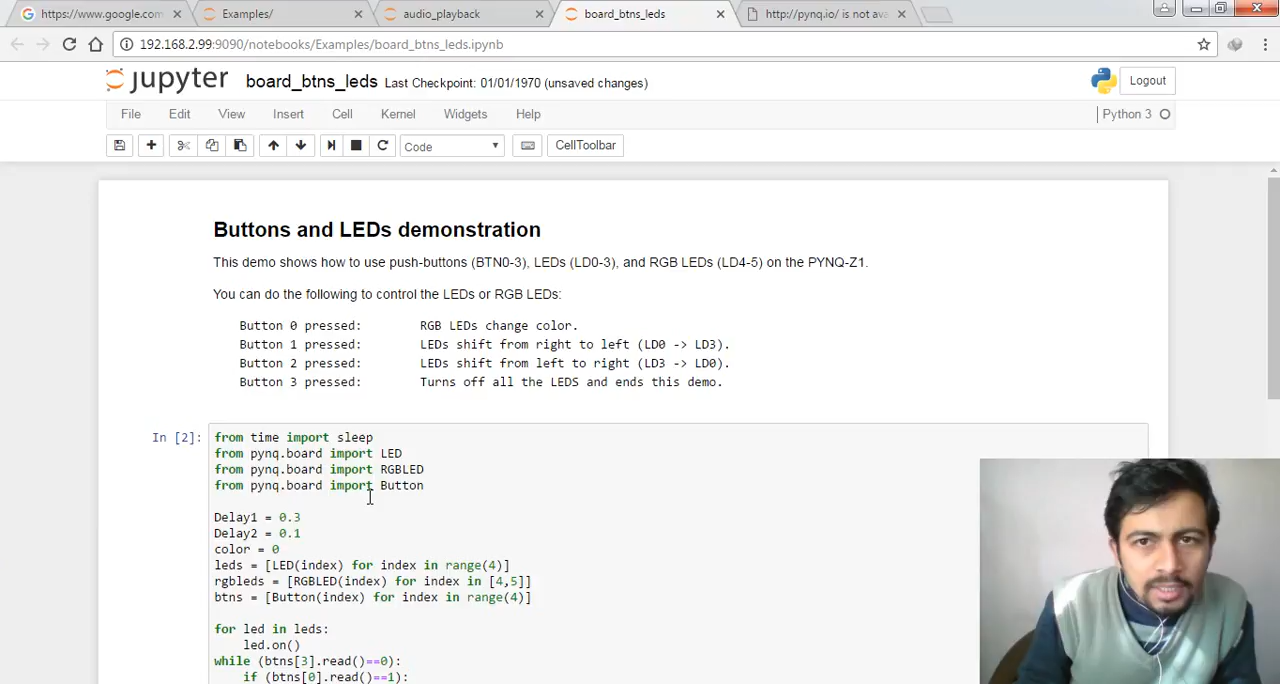 https://www.google.com
Examples/
audio_playback
board_btns_leds
http://pynq.io/ is not ava
192.168.2.99:9090/notebooks/Examples/board_btns_leds.ipynb
jupyter board_btns_leds Last Checkpoint: 01/01/1970 (unsaved changes)
Logout
File Edit View Insert Cell Kernel Widgets Help
Python 3
Code
CellToolbar
Buttons and LEDs demonstration
This demo shows how to use push-buttons (BTN0-3), LEDs (LD0-3), and RGB LEDs (LD4-5) on the PYNQ-Z1.
You can do the following to control the LEDs or RGB LEDs:
Button 0 pressed: RGB LEDs change color.
Button 1 pressed: LEDs shift from right to left (LD0 -> LD3).
Button 2 pressed: LEDs shift from left to right (LD3 -> LD0).
Button 3 pressed: Turns off all the LEDS and ends this demo.
In [2]:
from time import sleep
from pynq.board import LED
from pynq.board import RGBLED
from pynq.board import Button
Delay1 = 0.3
Delay2 = 0.1
color = 0
leds = [LED(index) for index in range(4)]
rgbleds = [RGBLED(index) for index in [4,5]]
btns = [Button(index) for index in range(4)]
for led in leds:
led.on()
while (btns[3].read()==0):
if (btns[0].read()==1):